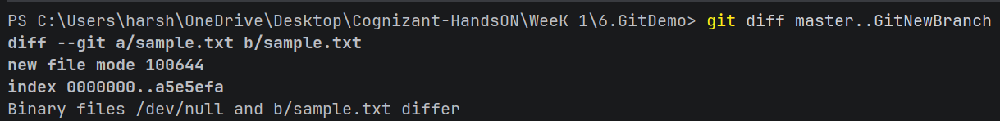 PS C:\Users\harsh\OneDrive\Desktop\Cognizant-HandsON\WeeK 1\6.GitDemo> git diff master..GitNewBranch
diff --git a/sample.txt b/sample.txt
new file mode 100644
index 0000000..a5e5efa
Binary files /dev/null and b/sample.txt differ